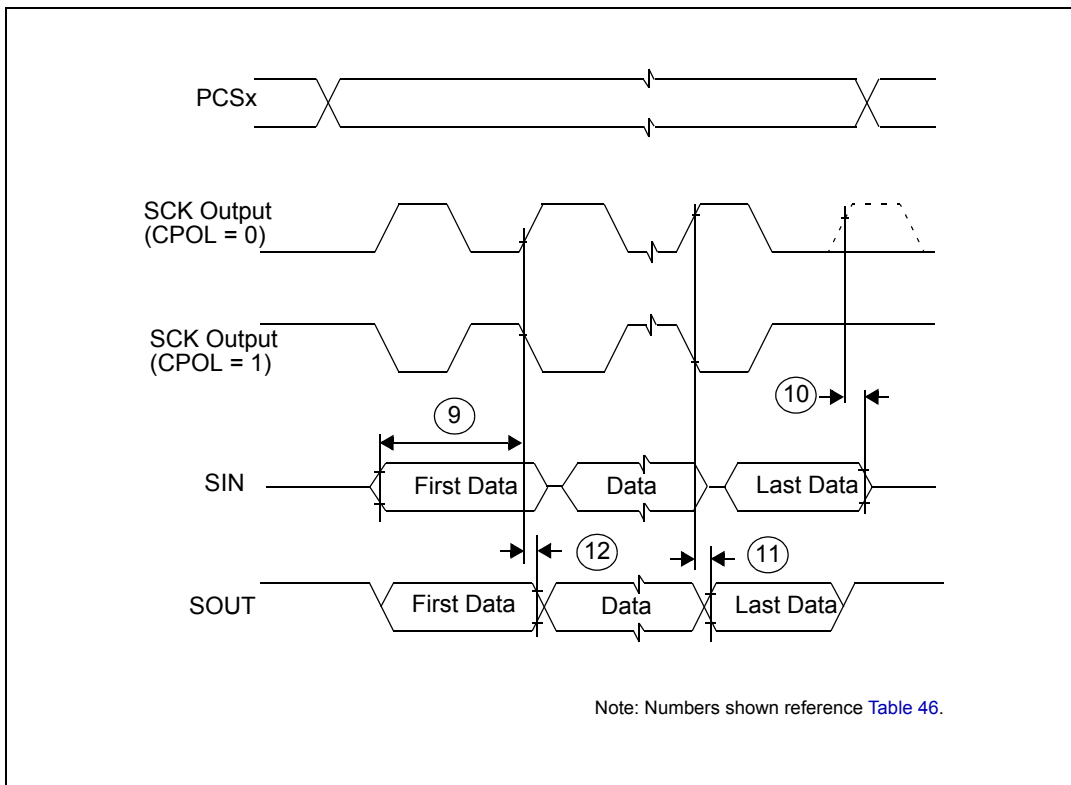 PCSx
SCK Output
(CPOL = 0)
SCK Output
(CPOL = 1)
10
9
SIN
First Data
Data
Last Data
12
11
SOUT
First Data
Data
Last Data
Note: Numbers shown reference Table 46.